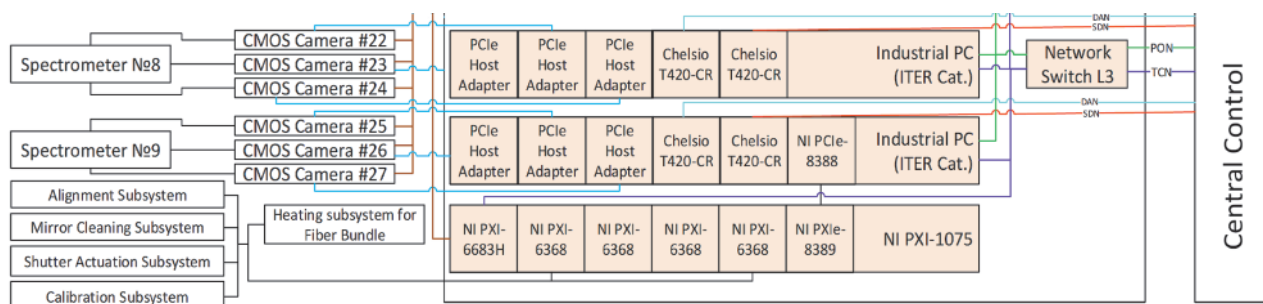 DAN
SDN
CMOS Camera #22
Spectrometer №8
CMOS Camera #23
CMOS Camera #24
PCIe
Host
Adapter
PCIe
Host
Adapter
PCIe
Host
Adapter
Chelsio
T420-CR
Chelsio
T420-CR
Industrial PC
(ITER Cat.)
Network
Switch L3
PON
TCN
DAN
SDN
CMOS Camera #25
Spectrometer №9
CMOS Camera #26
CMOS Camera #27
PCIe
Host
Adapter
PCIe
Host
Adapter
PCIe
Host
Adapter
Chelsio
T420-CR
Chelsio
T420-CR
NI PCIe-
8388
Industrial PC
(ITER Cat.)
Alignment Subsystem
Mirror Cleaning Subsystem
Shutter Actuation Subsystem
Calibration Subsystem
Heating subsystem for
Fiber Bundle
NI PXI-
6683H
NI PXI-
6368
NI PXI-
6368
NI PXI-
6368
NI PXI-
6368
NI PXIe-
8389
NI PXI-1075
Central Control